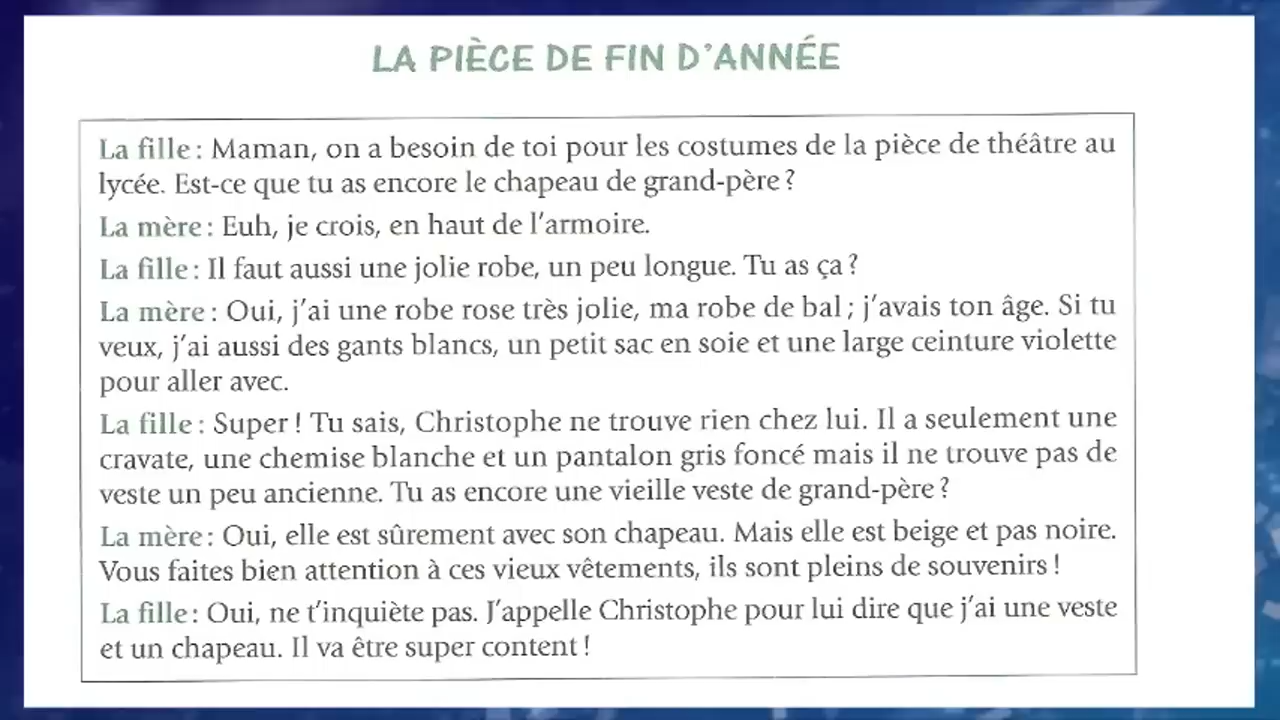 LA PIÈCE DE FIN D'ANNÉE
La fille : Maman, on a besoin de toi pour les costumes de la pièce de théâtre au
lycée. Est-ce que tu as encore le chapeau de grand-père ?
La mère : Euh, je crois, en haut de l'armoire.
La fille : Il faut aussi une jolie robe, un peu longue. Tu as ça ?
La mère : Oui, j'ai une robe rose très jolie, ma robe de bal ; j'avais ton âge. Si tu
veux, j'ai aussi des gants blancs, un petit sac en soie et une large ceinture violette
pour aller avec.
La fille : Super ! Tu sais, Christophe ne trouve rien chez lui. Il a seulement une
cravate, une chemise blanche et un pantalon gris foncé mais il ne trouve pas de
veste un peu ancienne. Tu as encore une vieille veste de grand-père ?
La mère : Oui, elle est sûrement avec son chapeau. Mais elle est beige et pas noire.
Vous faites bien attention à ces vieux vêtements, ils sont pleins de souvenirs !
La fille : Oui, ne t'inquiète pas. J'appelle Christophe pour lui dire que j'ai une veste
et un chapeau. Il va être super content !